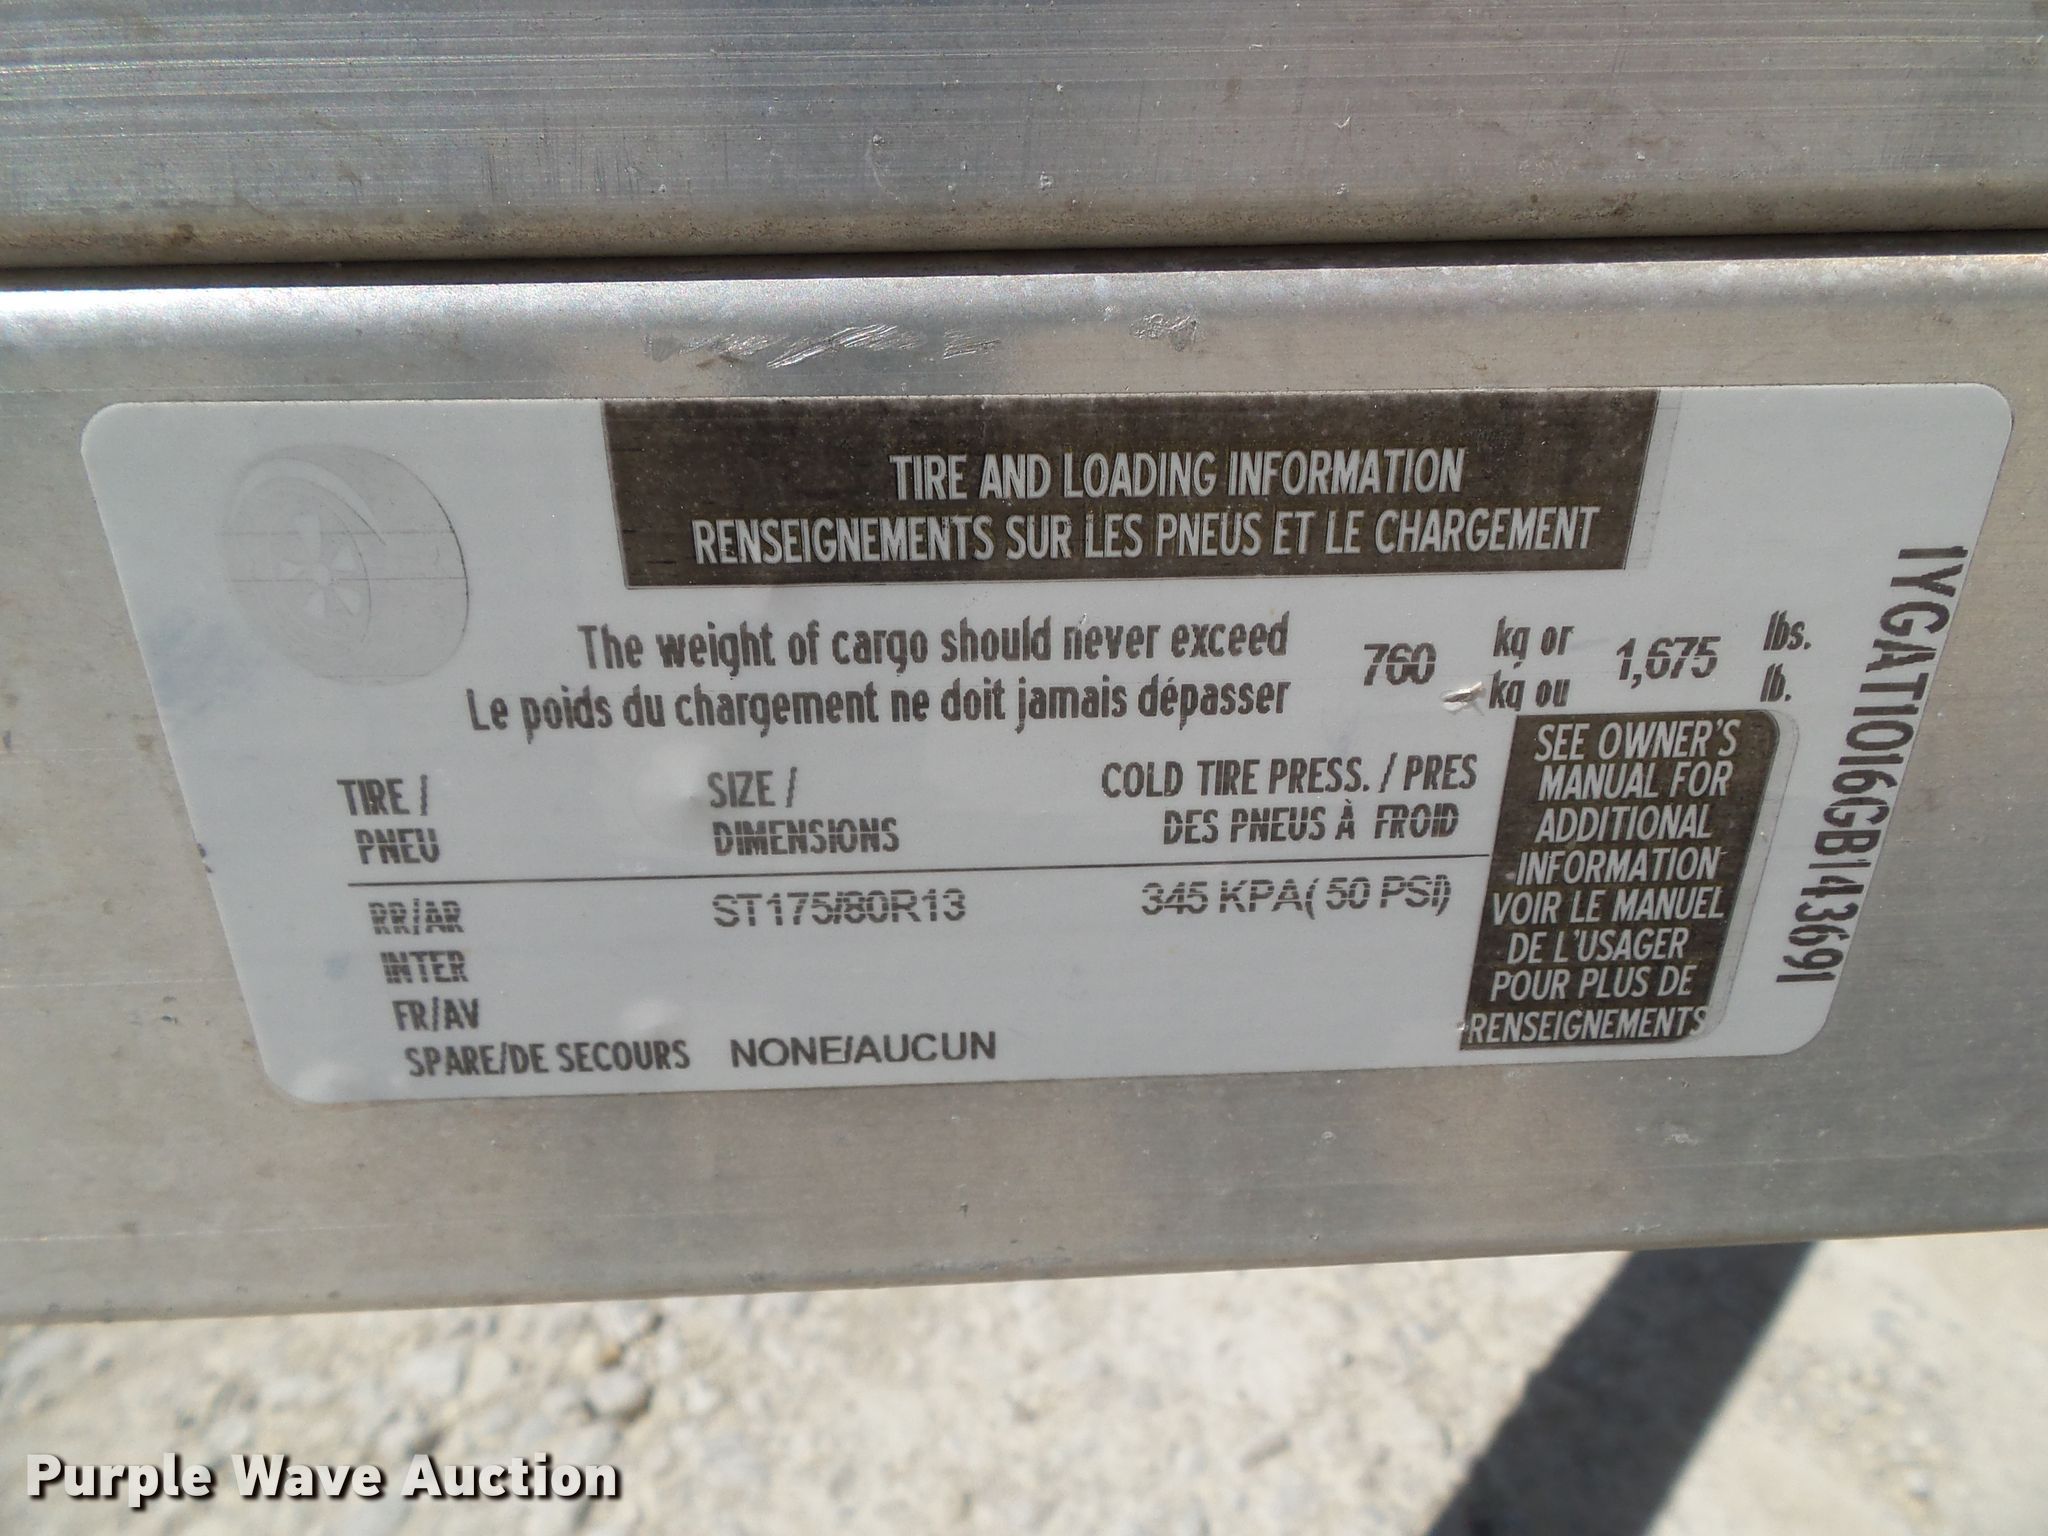 TIRE AND LOADING INFORMATION
RENSEIGNEMENTS SUR LES PNEUS ET LE CHARGEMENT
The weight of cargo should never exceed 760 kg or 1,675 lbs.
Le poids du chargement ne doit jamais dépasser kg ou lb.
TIRE / SIZE / COLD TIRE PRESS. / PRES
PNEU DIMENSIONS DES PNEUS À FROID
RR/AR ST175/80R13 345 KPA( 50 PSI)
INTER
FR/AV
SPARE/DE SECOURS NONE/AUCUN
SEE OWNER'S
MANUAL FOR
ADDITIONAL
INFORMATION
VOIR LE MANUEL
DE L'USAGER
POUR PLUS DE
RENSEIGNEMENTS
1YGAT1016GB143691
Purple Wave Auction